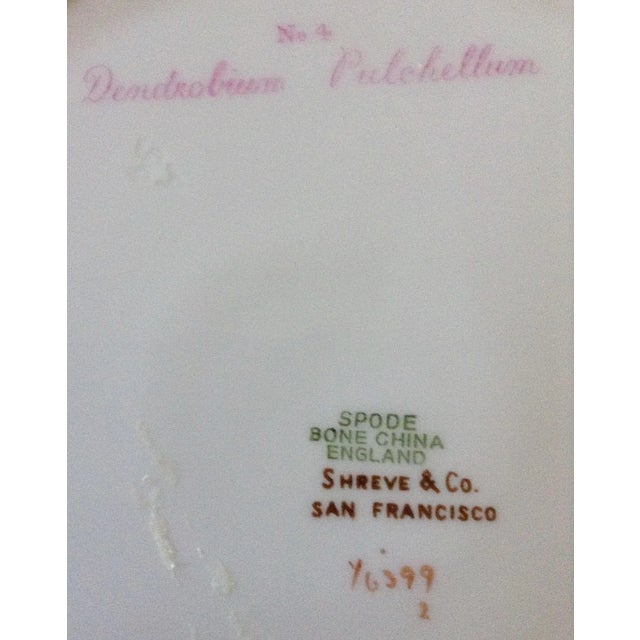 No 4
Dendrobium Pulchellum
SPODE
BONE CHINA
ENGLAND
SHREVE & CO.
SAN FRANCISCO
Y6399
2